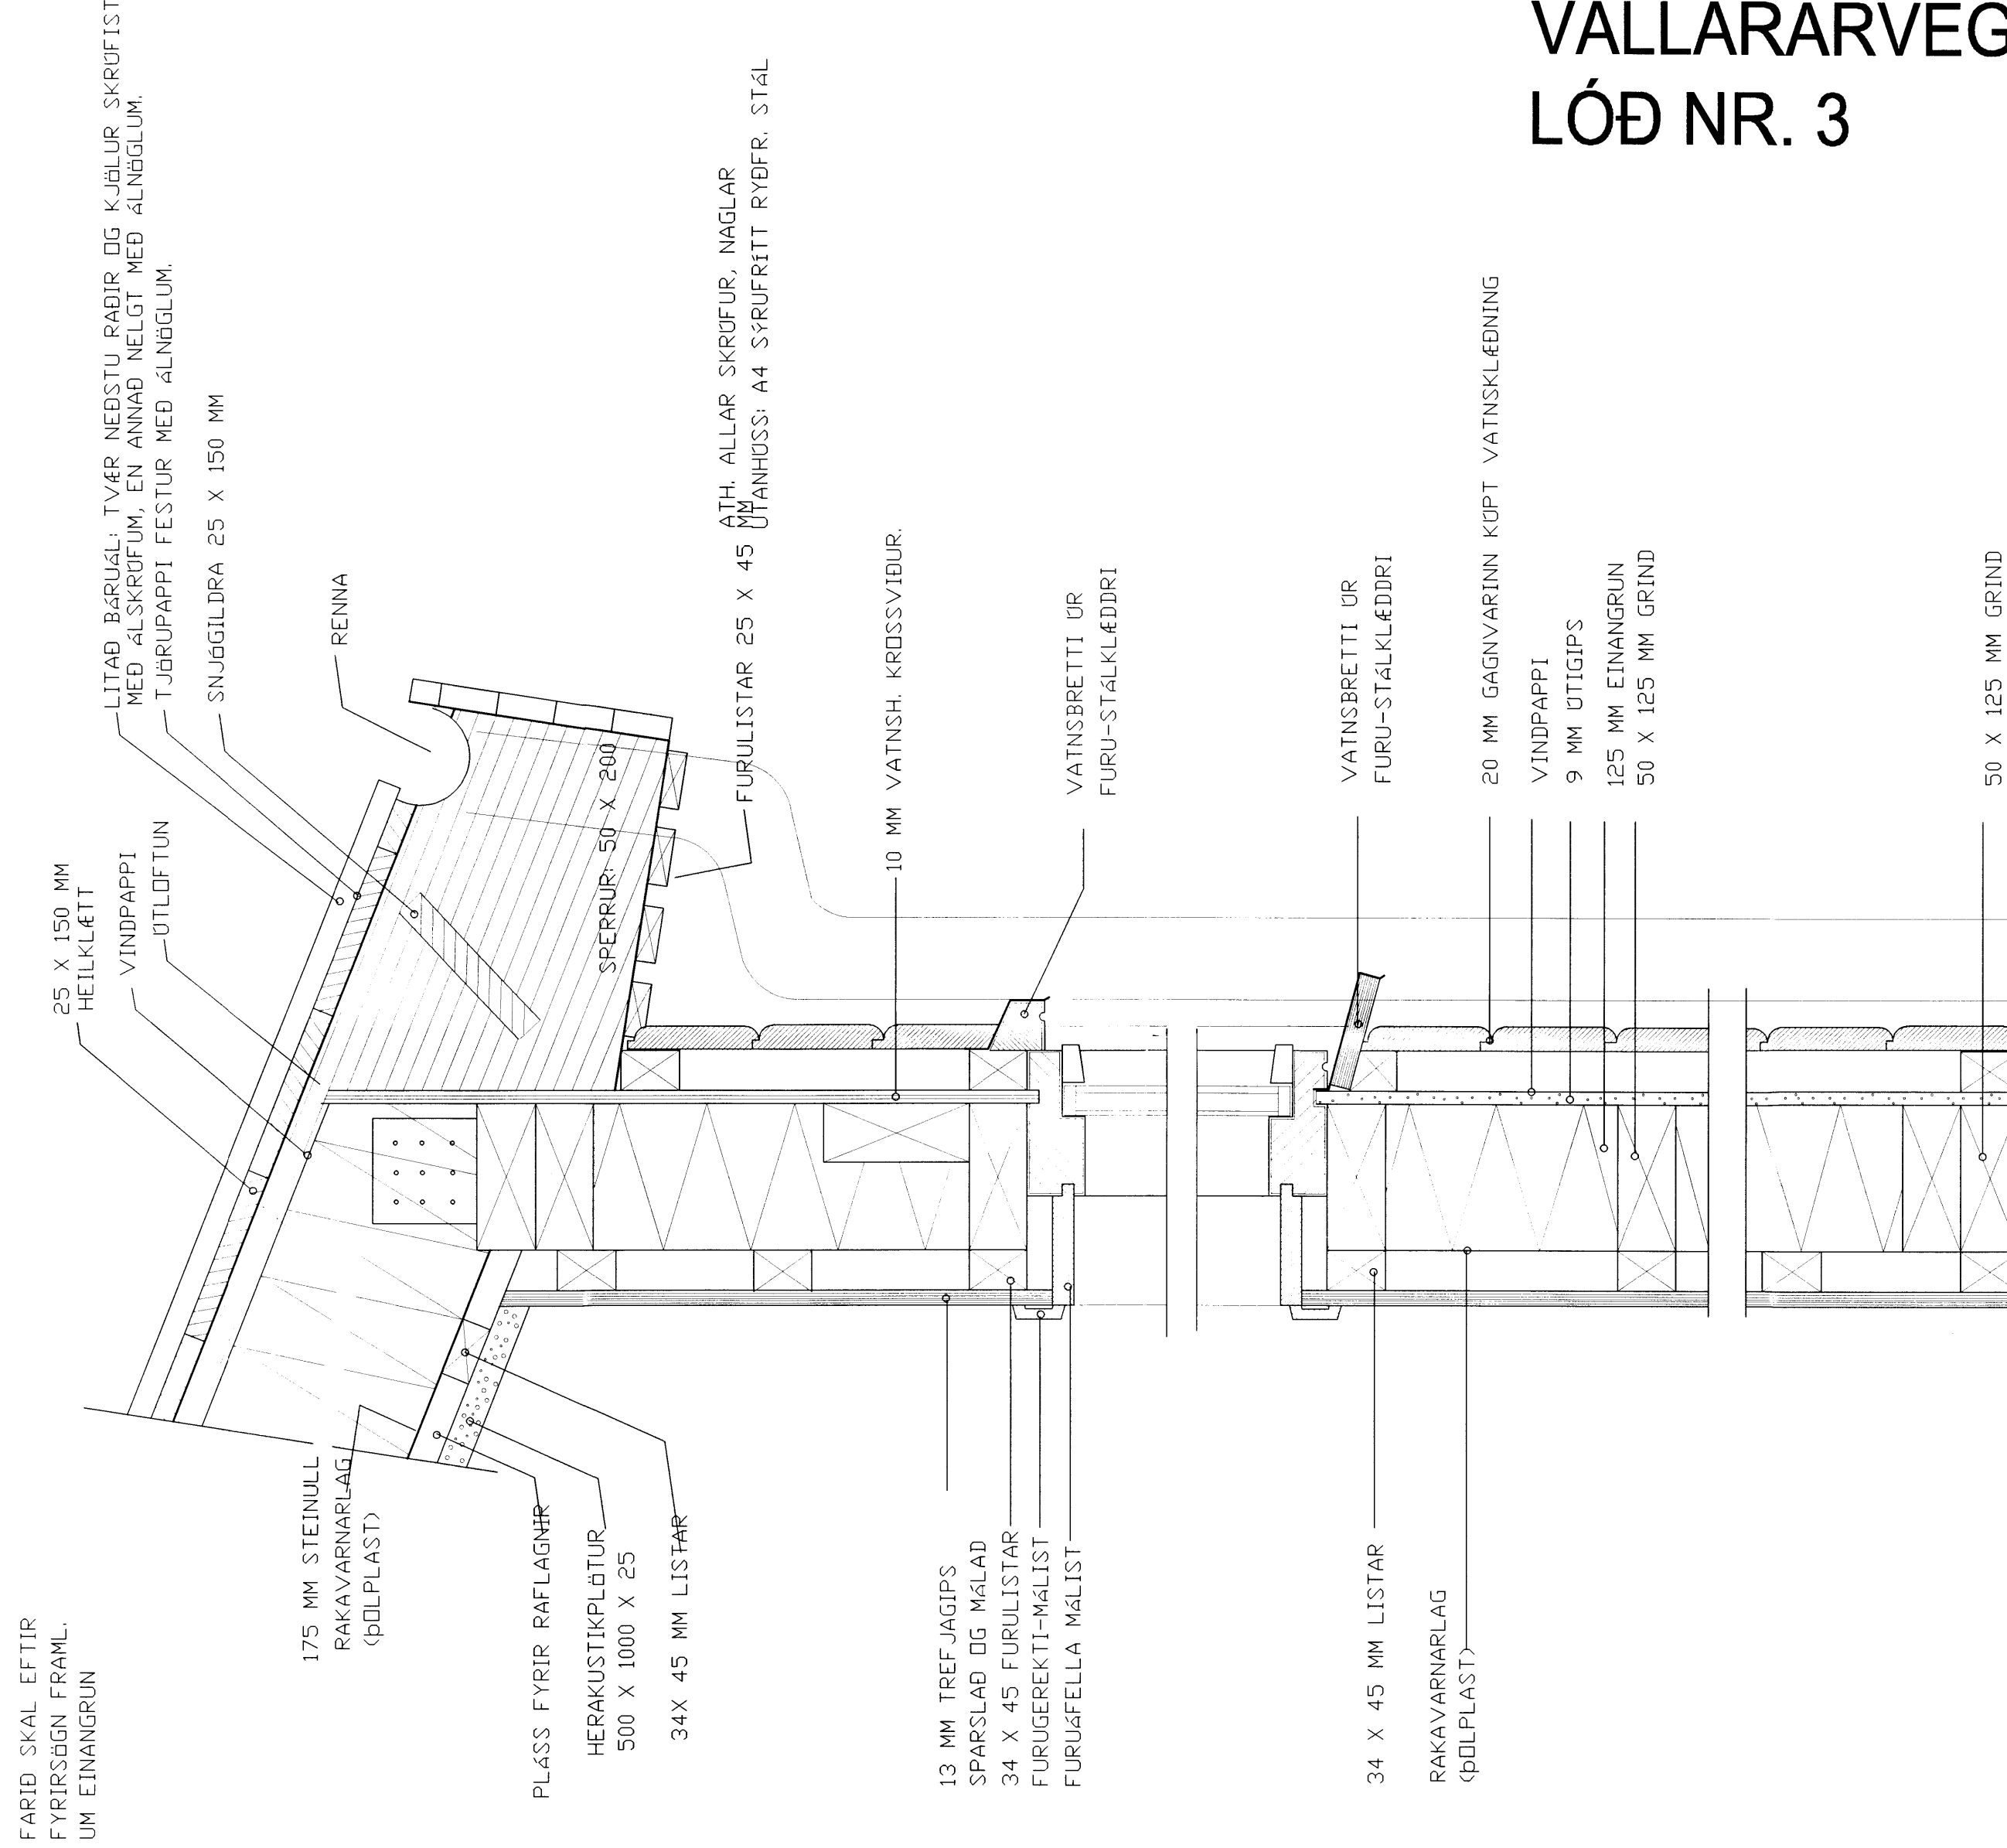 VALLARARVEG
LÓÐ NR. 3
LITAÐ BÁRUÁL: TVÆR NEÐSTU RAÐIR OG KJÖLUR SKRÚFIST
MEÐ ÁLSKRÚFUM, EN ANNAÐ NELGT MEÐ ÁLNÖGLUM.
TJÖRUPAPPI FESTUR MEÐ ÁLNÖGLUM.
SNJÓGILDRA 25 X 150 MM
RENNA
25 X 150 MM
HEILKLÆTT
VINDPAPPI
ÚTLOFTUN
SPERRUR: 50 X 200
ATH. ALLAR SKRÚFUR, NAGLAR
ÚTANHÚSS: A4 SÝRUFRÍTT RYÐFR. STÁL
FURULISTAR 25 X 45 MM
10 MM VATNSH. KROSSVIÐUR.
VATNSBRETTI ÚR
FURU-STÁLKLÆDDRI
VATNSBRETTI ÚR
FURU-STÁLKLÆDDRI
20 MM GAGNVARINN KÚPT VATNSKLÆÐNING
VINDPAPPI
9 MM ÚTIGIPS
125 MM EINANGRUN
50 X 125 MM GRIND
50 X 125 MM GRIND
FARIÐ SKAL EFTIR
FYRIRSÖGN FRAML.
UM EINANGRUN
175 MM STEINULL
RAKAVARNARLAG
(ÞOLPLAST)
PLÁSS FYRIR RAFLAGNIR
HERAKUSTIKPLÖTUR
500 X 1000 X 25
34X 45 MM LISTAR
13 MM TREFJAGIPS
SPARSLAÐ OG MÁLAÐ
34 X 45 FURULISTAR
FURUGEREKTI-MÁLIST
FURUÁFELLA MÁLIST
34 X 45 MM LISTAR
RAKAVARNARLAG
(ÞOLPLAST)